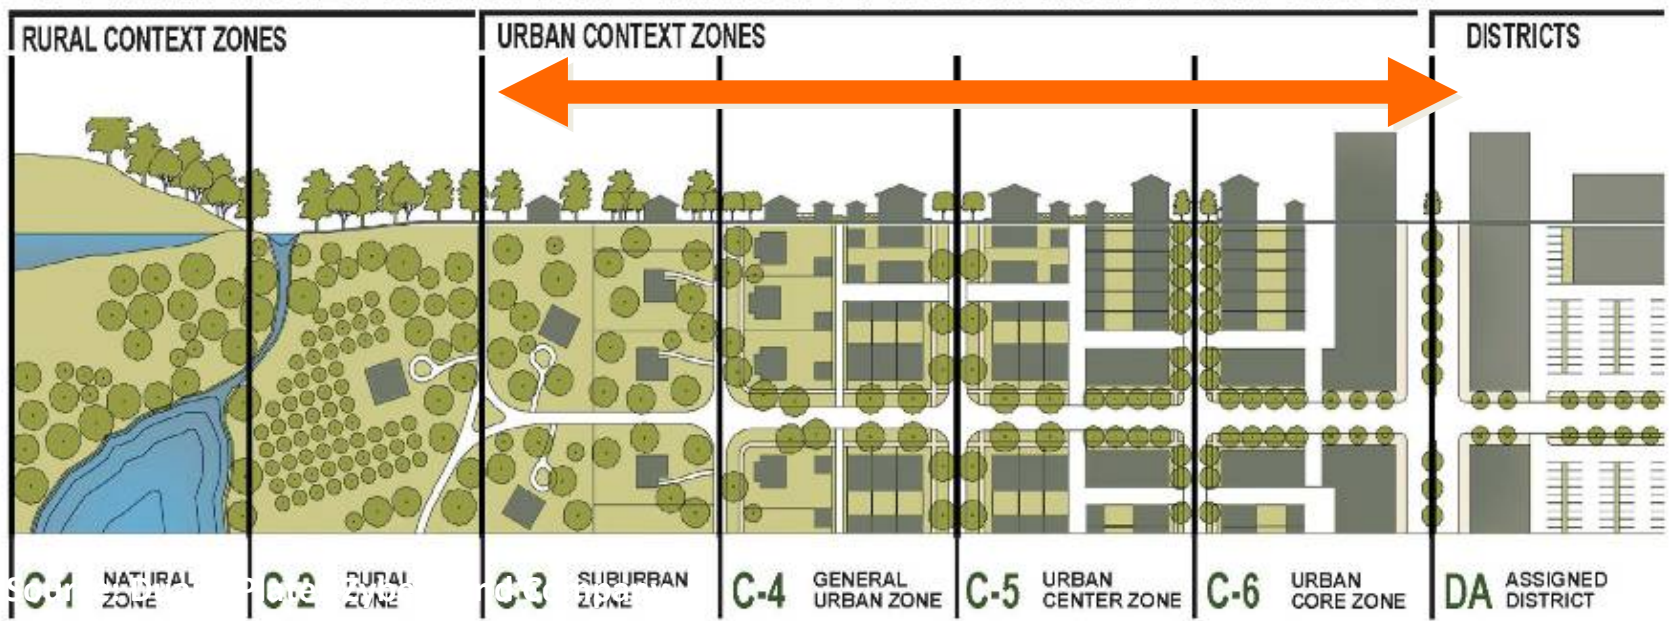 RURAL CONTEXT ZONES
URBAN CONTEXT ZONES
DISTRICTS
C-1 NATURAL
ZONE
C-2 RURAL
ZONE
C-3 SUBURBAN
ZONE
C-4 GENERAL
URBAN ZONE
C-5 URBAN
CENTER ZONE
C-6 URBAN
CORE ZONE
DA ASSIGNED
DISTRICT